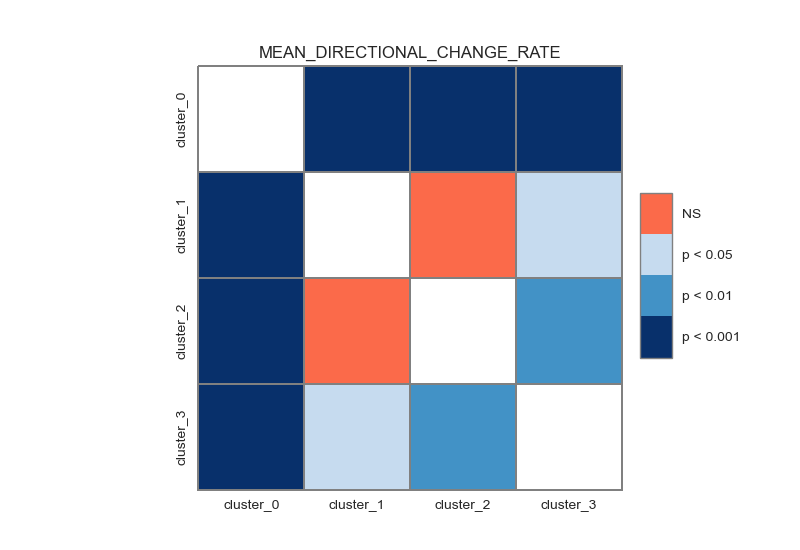 MEAN_DIRECTIONAL_CHANGE_RATE
cluster_0
cluster_1
cluster_2
cluster_3
cluster_0
cluster_1
cluster_2
cluster_3
NS
p < 0.05
p < 0.01
p < 0.001